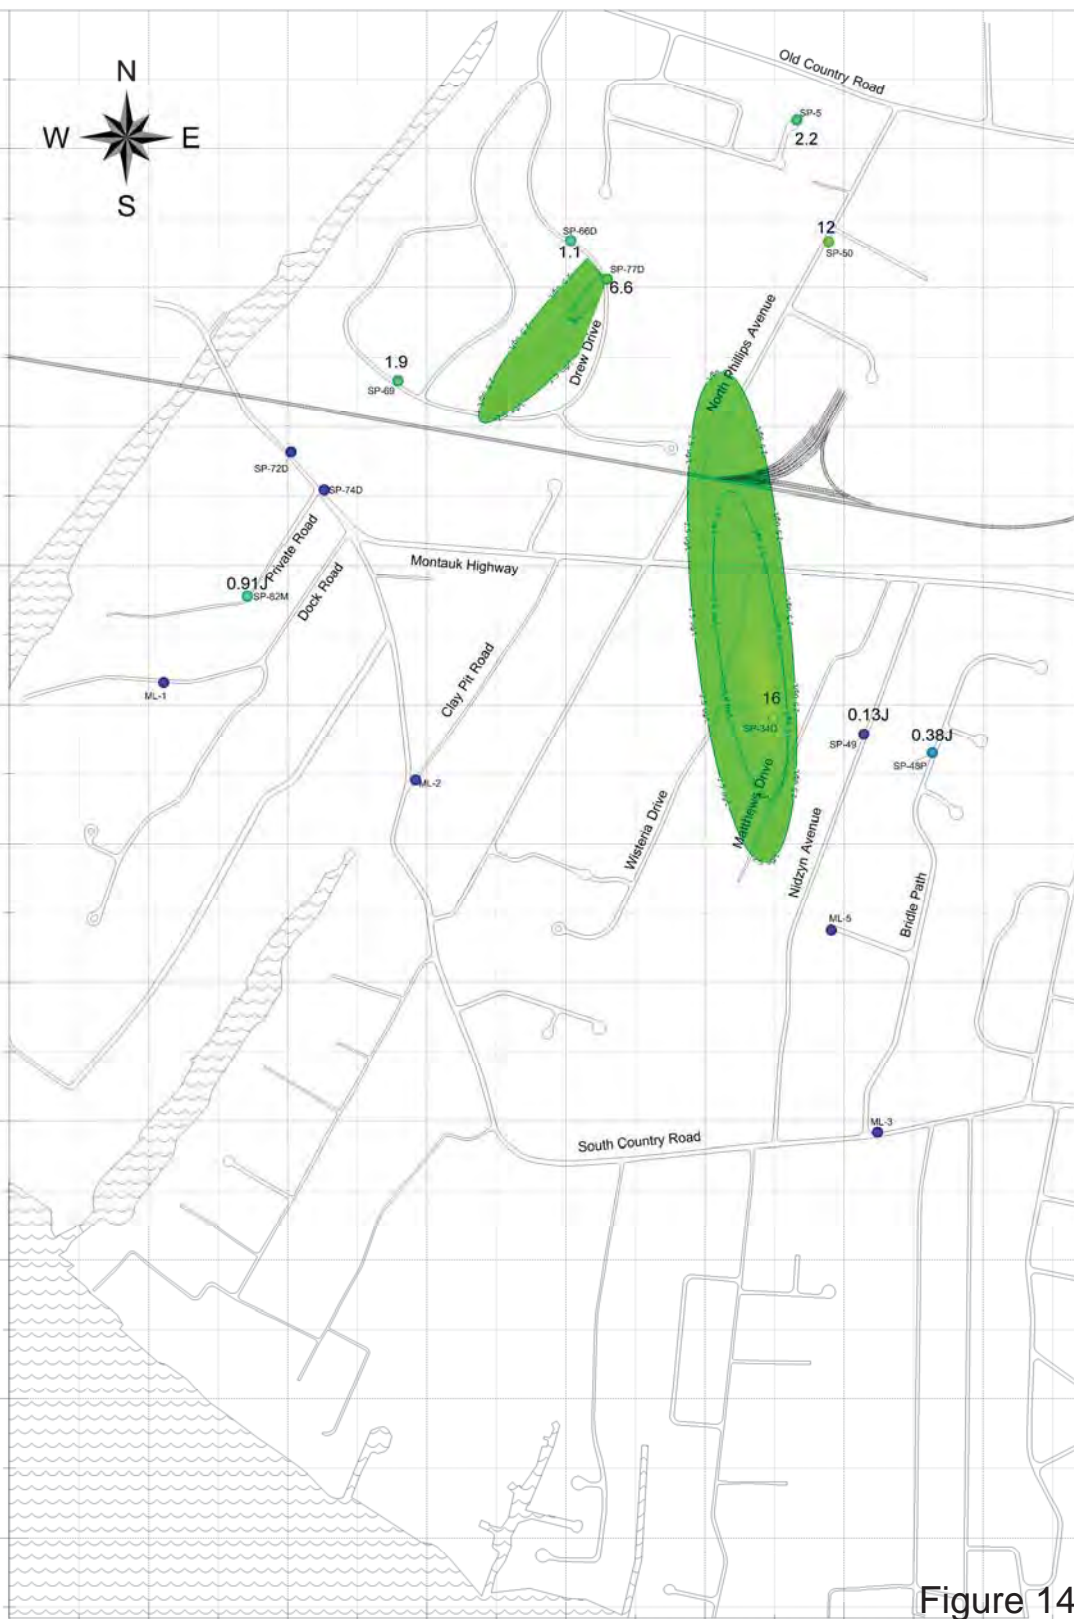 N
W E
S
Old Country Road
SP-5
2.2
12
SP-50
SP-66D
1.1
SP-77D
6.6
North Phillips Avenue
Drew Drive
1.9
SP-69
SP-72D
SP-74D
Private Road
Dock Road
Montauk Highway
0.91J
SP-82M
Clay Pit Road
ML-1
16
SP-34D
0.13J
SP-49
0.38J
SP-48P
ML-2
Matthews Drive
Wisteria Drive
Nidzyn Avenue
Bridle Path
ML-5
ML-3
South Country Road
Figure 14